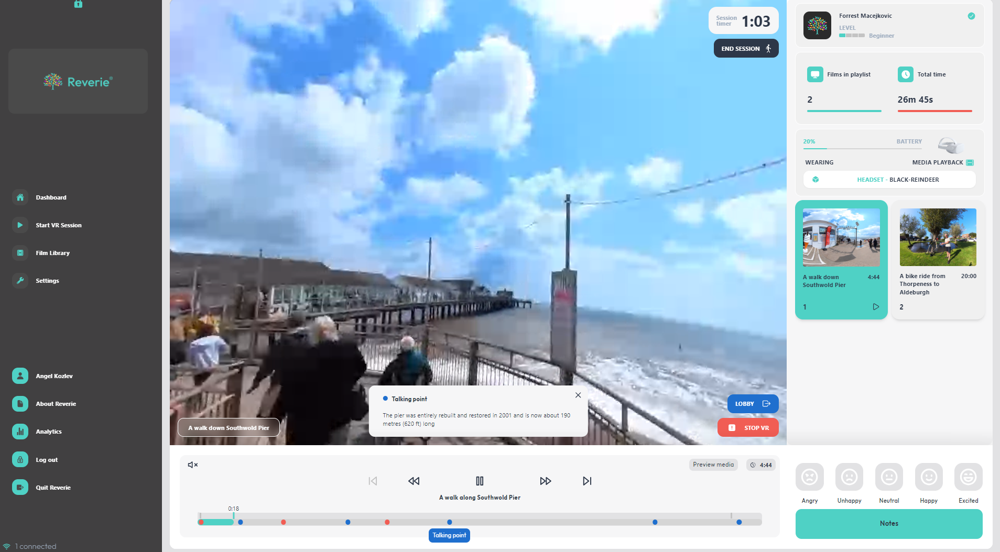 Reverie®
Dashboard
Start VR Session
Film Library
Settings
Angel Kozlev
About Reverie
Analytics
Log out
Quit Reverie
1 connected
Session
timer
1:03
END SESSION
Talking point
The pier was entirely rebuilt and restored in 2001 and is now about 190
metres (620 ft) long
A walk down Southwold Pier
LOBBY
STOP VR
Preview media
4:44
A walk along Southwold Pier
0:18
Talking point
Forrest Macejkovic
LEVEL
Beginner
Films in playlist
2
Total time
26m 45s
20%
BATTERY
WEARING
MEDIA PLAYBACK
HEADSET - BLACK-REINDEER
A walk down
Southwold Pier
4:44
1
A bike ride from
Thorpeness to
Aldeburgh
20:00
2
Angry
Unhappy
Neutral
Happy
Excited
Notes